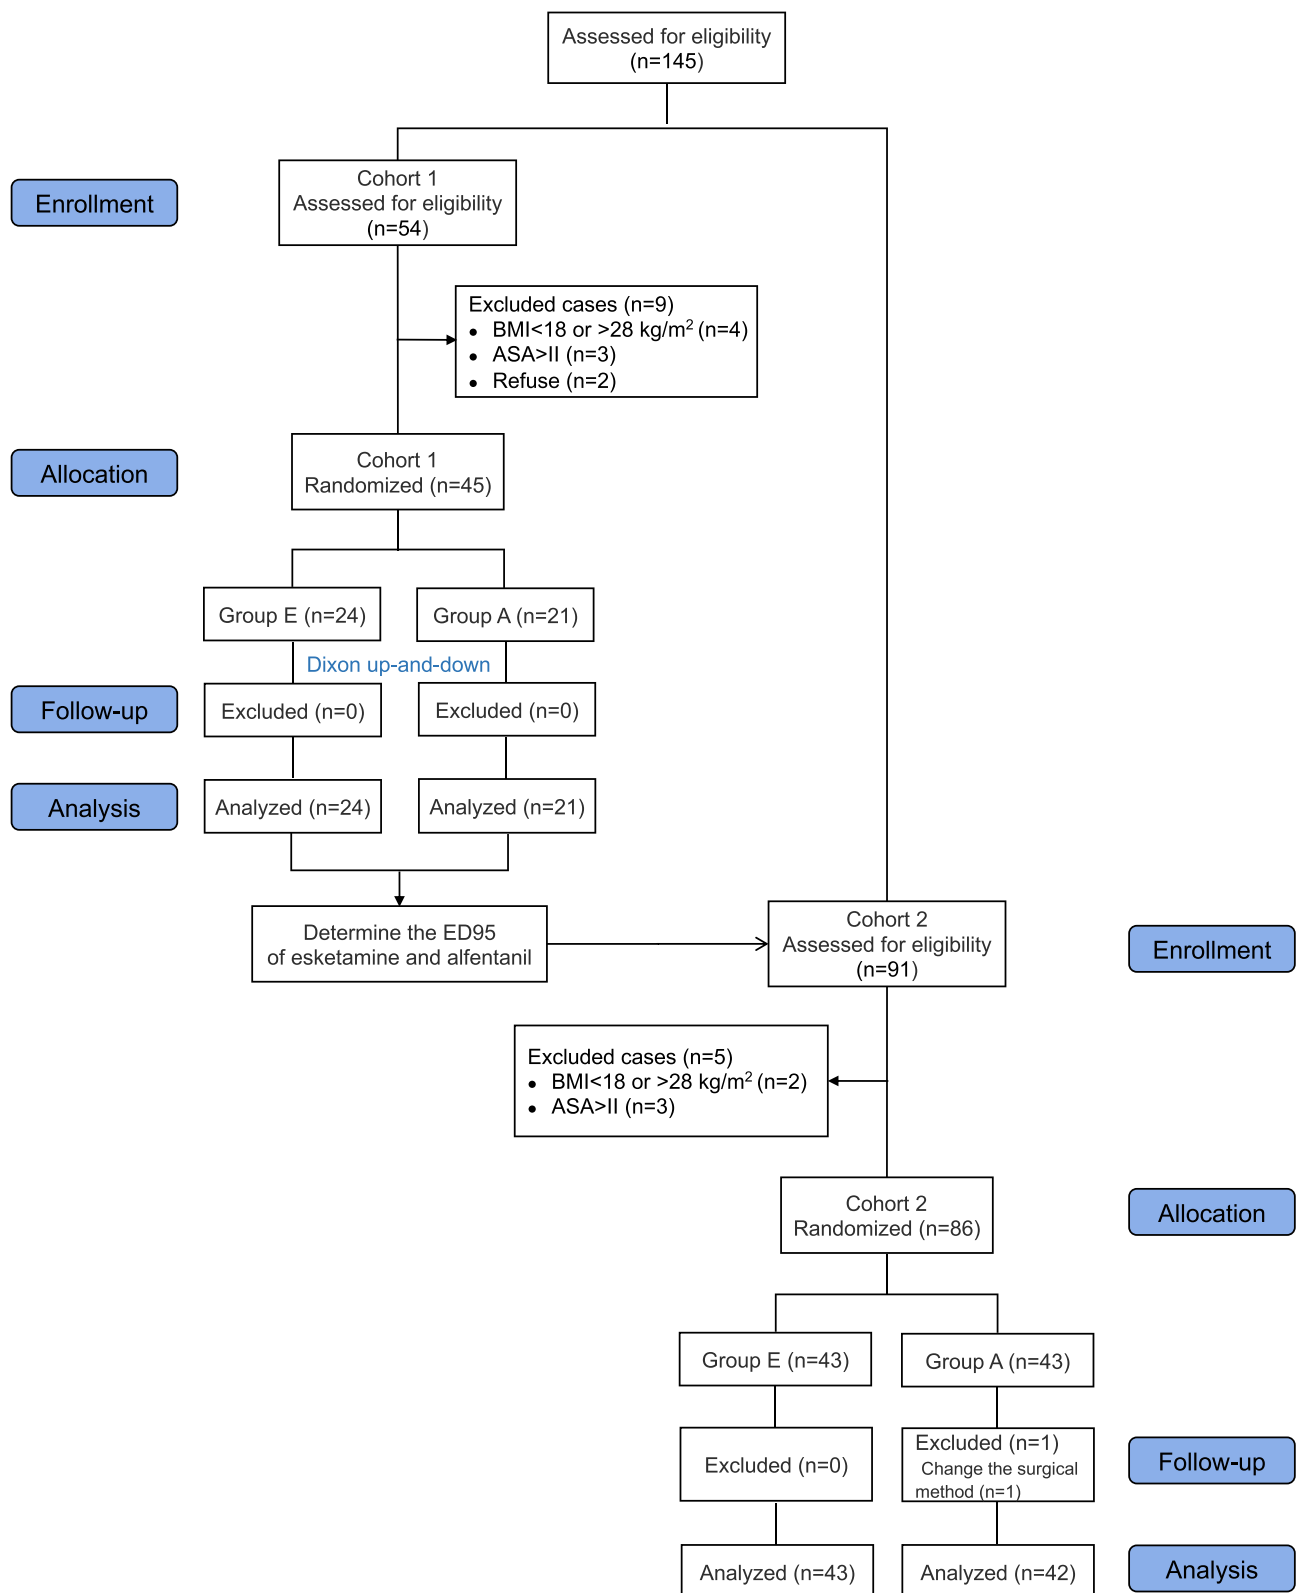 Assessed for eligibility
(n=145)
Enrollment
Cohort 1
Assessed for eligibility
(n=54)
Excluded cases (n=9)
• BMI<18 or >28 kg/m² (n=4)
• ASA>II (n=3)
• Refuse (n=2)
Allocation
Cohort 1
Randomized (n=45)
Group E (n=24)
Group A (n=21)
Dixon up-and-down
Follow-up
Excluded (n=0)
Excluded (n=0)
Analysis
Analyzed (n=24)
Analyzed (n=21)
Determine the ED95
of esketamine and alfentanil
Cohort 2
Assessed for eligibility
(n=91)
Enrollment
Excluded cases (n=5)
• BMI<18 or >28 kg/m² (n=2)
• ASA>II (n=3)
Cohort 2
Randomized (n=86)
Allocation
Group E (n=43)
Group A (n=43)
Excluded (n=0)
Excluded (n=1)
Change the surgical
method (n=1)
Follow-up
Analyzed (n=43)
Analyzed (n=42)
Analysis